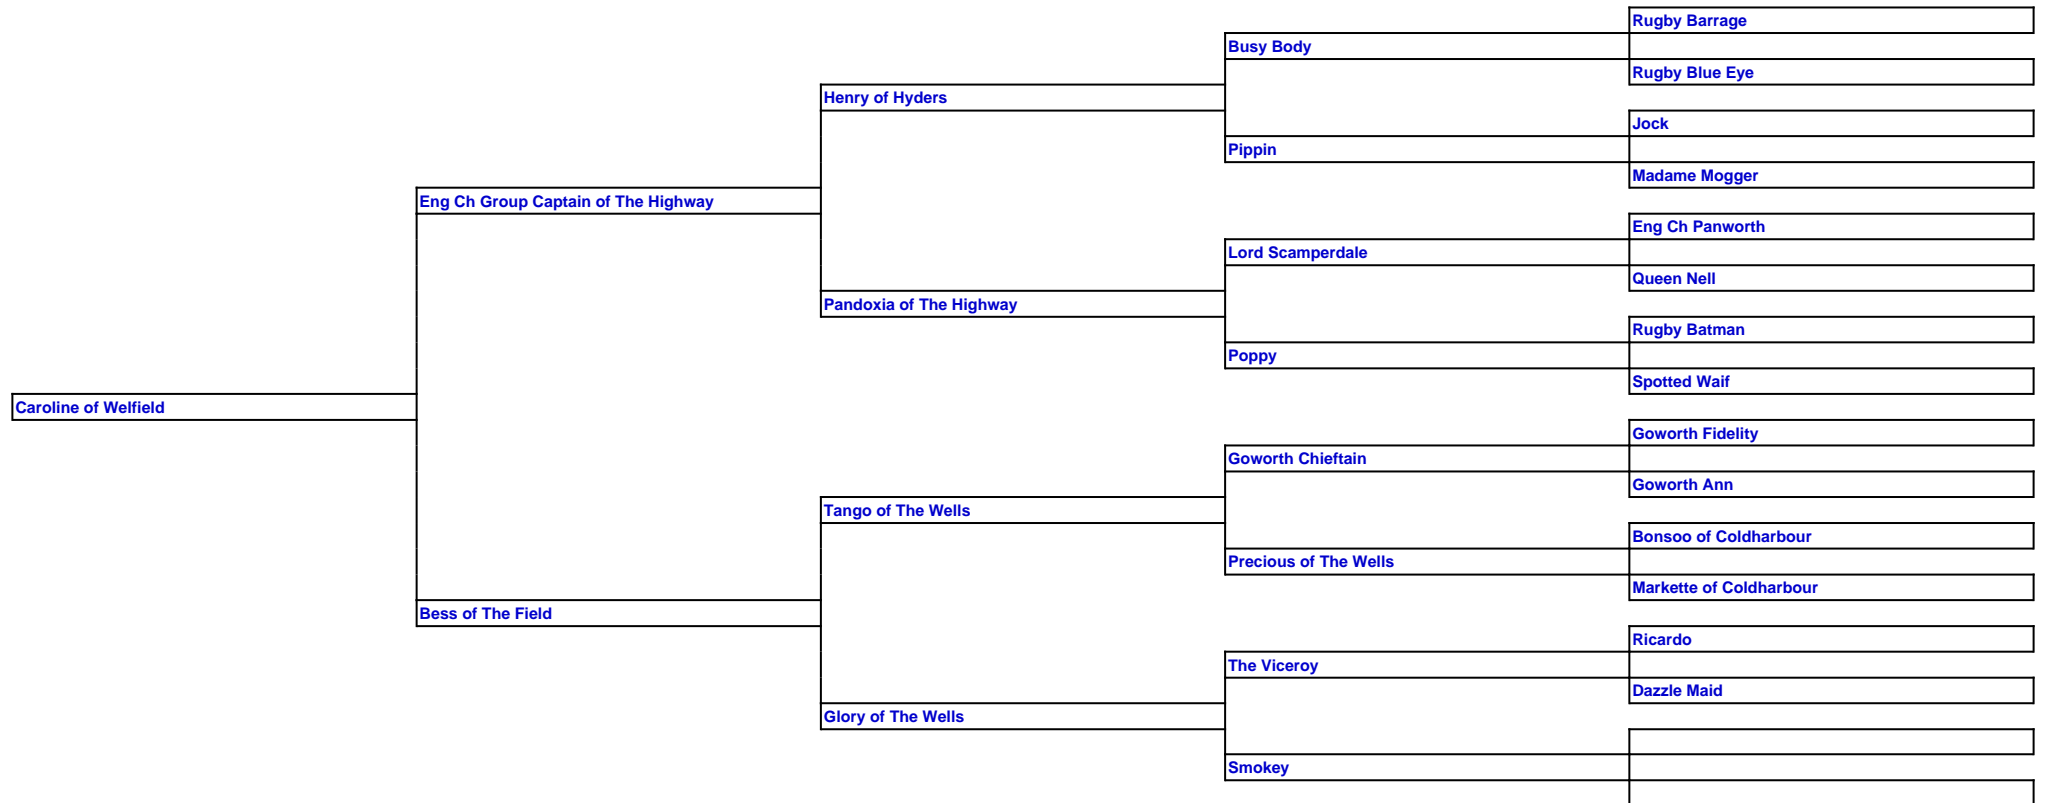 Rugby Barrage
Busy Body
Rugby Blue Eye
Henry of Hyders
Jock
Pippin
Madame Mogger
Eng Ch Group Captain of The Highway
Eng Ch Panworth
Lord Scamperdale
Queen Nell
Pandoxia of The Highway
Rugby Batman
Poppy
Spotted Waif
Caroline of Welfield
Goworth Fidelity
Goworth Chieftain
Goworth Ann
Tango of The Wells
Bonsoo of Coldharbour
Precious of The Wells
Markette of Coldharbour
Bess of The Field
Ricardo
The Viceroy
Dazzle Maid
Glory of The Wells
Smokey